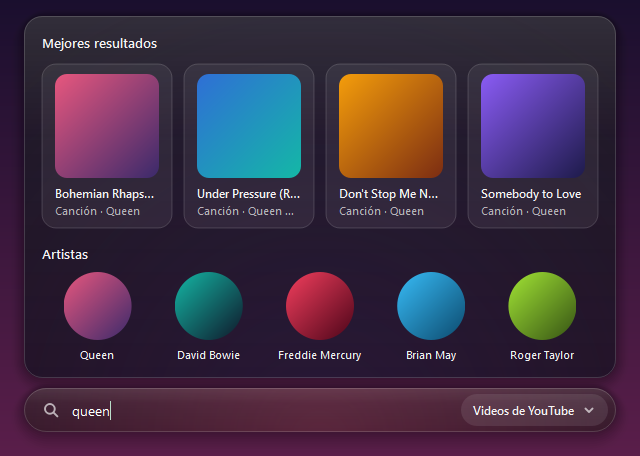 Mejores resultados
Bohemian Rhaps...
Canción · Queen
Under Pressure (R...
Canción · Queen ...
Don't Stop Me N...
Canción · Queen
Somebody to Love
Canción · Queen
Artistas
Queen
David Bowie
Freddie Mercury
Brian May
Roger Taylor
queen
Videos de YouTube